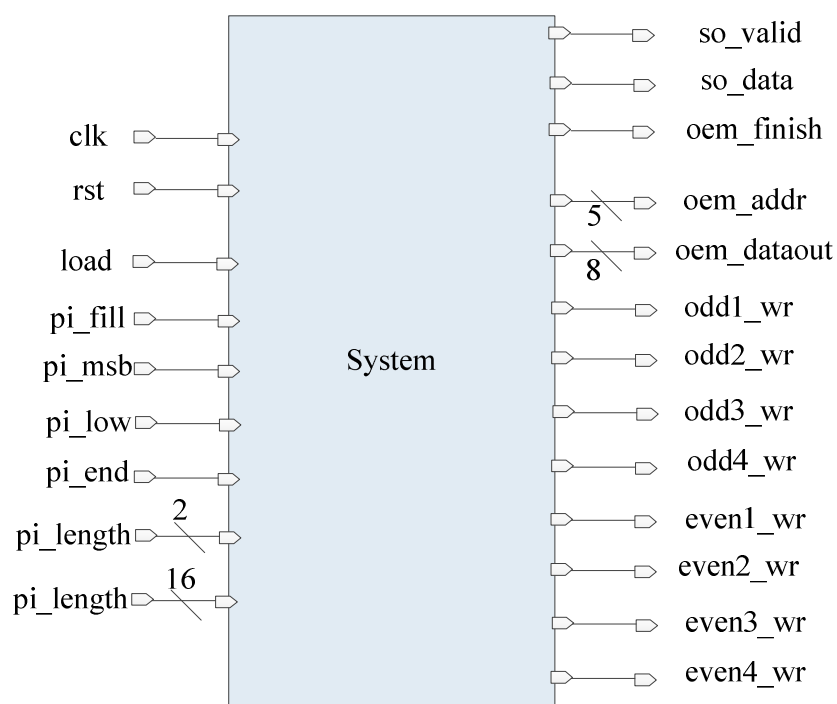 clk
rst
load
pi_fill
pi_msb
pi_low
pi_end
2
pi_length
16
pi_length
System
so_valid
so_data
oem_finish
oem_addr
5
oem_dataout
8
odd1_wr
odd2_wr
odd3_wr
odd4_wr
even1_wr
even2_wr
even3_wr
even4_wr